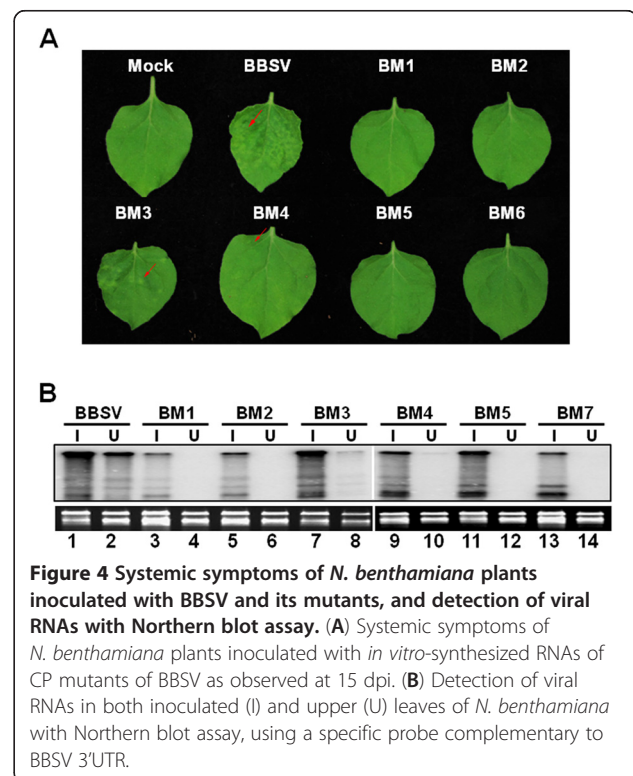 A
Mock BBSV BM1 BM2
BM3 BM4 BM5 BM6
B
BBSV BM1 BM2 BM3 BM4 BM5 BM7
I U I U I U I U I U I U I U
1 2 3 4 5 6 7 8 9 10 11 12 13 14
Figure 4 Systemic symptoms of N. benthamiana plants
inoculated with BBSV and its mutants, and detection of viral
RNAs with Northern blot assay. (A) Systemic symptoms of
N. benthamiana plants inoculated with in vitro-synthesized RNAs of
CP mutants of BBSV as observed at 15 dpi. (B) Detection of viral
RNAs in both inoculated (I) and upper (U) leaves of N. benthamiana
with Northern blot assay, using a specific probe complementary to
BBSV 3’UTR.